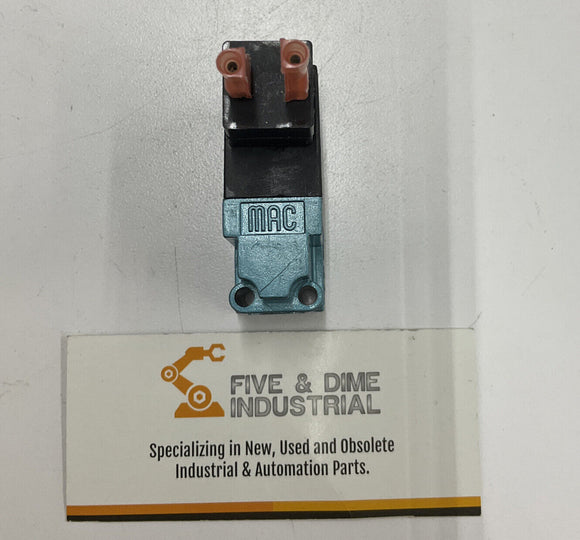 MAC
FIVE & DIME
INDUSTRIAL
Specializing in New, Used and Obsolete
Industrial & Automation Parts.